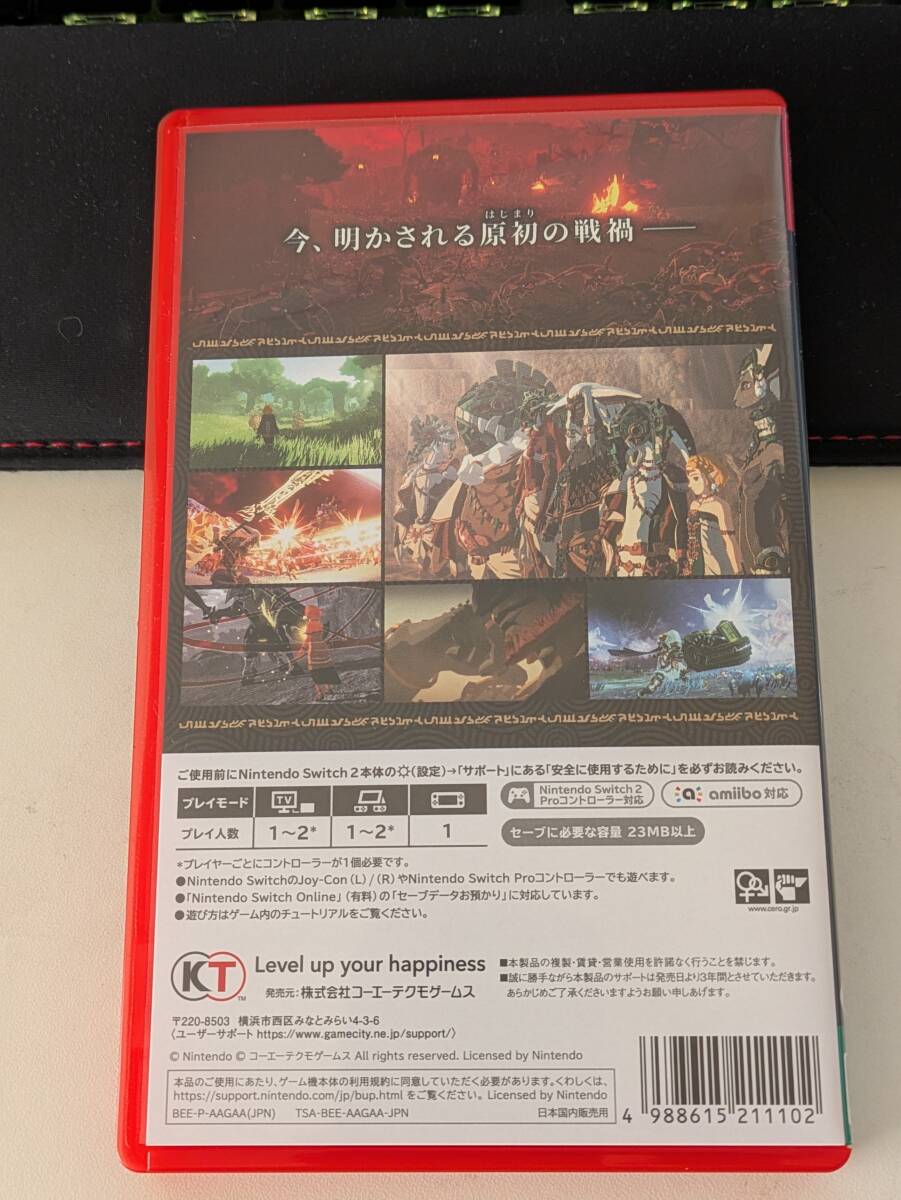 はじまり
今、明かされる原初の戦禍──
ご使用前にNintendo Switch 2本体の(設定)→「サポート」にある「安全に使用するために」を必ずお読みください。
プレイモード TV
プレイ人数 1～2* 1～2* 1
Nintendo Switch 2
Proコントローラー対応
amiibo対応
セーブに必要な容量 23MB以上
*プレイヤーごとにコントローラーが1個必要です。
●Nintendo SwitchのJoy-Con(L)/(R)やNintendo Switch Proコントローラーでも遊べます。
●「Nintendo Switch Online」(有料)の「セーブデータお預かり」に対応しています。
●遊び方はゲーム内のチュートリアルをご覧ください。
www.cero.gr.jp
KT TM
Level up your happiness
発売元:株式会社コーエーテクモゲームス
■本製品の複製・賃貸・営業使用を許諾なく行うことを禁じます。
■誠に勝手ながら本製品のサポートは発売日より3年間とさせていただきます。
あらかじめご了承くださいますようお願い申しあげます。
〒220-8503 横浜市西区みなとみらい4-3-6
〈ユーザーサポート https://www.gamecity.ne.jp/support/〉
© Nintendo © コーエーテクモゲームス All rights reserved. Licensed by Nintendo
本品のご使用にあたり、ゲーム機本体の利用規約に同意していただく必要があります。くわしくは、
https://support.nintendo.com/jp/bup.html をご覧ください。 Licensed by Nintendo
BEE-P-AAGAA(JPN) TSA-BEE-AAGAA-JPN 日本国内販売用
4 988615 211102